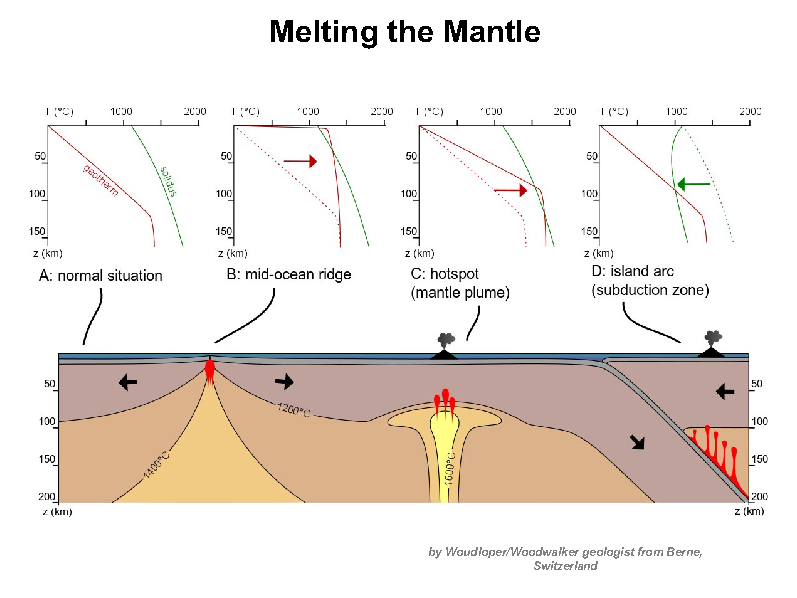 Melting the Mantle
T (°C) 1000 2000
T (°C) 1000 2000
T (°C) 1000 2000
T (°C) 1000 2000
50 50 50 50
geotherm
solidus
100 100 100 100
150 150 150 150
z (km) z (km) z (km) z (km)
A: normal situation
B: mid-ocean ridge
C: hotspot
(mantle plume)
D: island arc
(subduction zone)
50 50
1200°C
100 100
1400°C
1600°C
150 150
200 200
z (km) z (km)
by Woudloper/Woodwalker geologist from Berne,
Switzerland